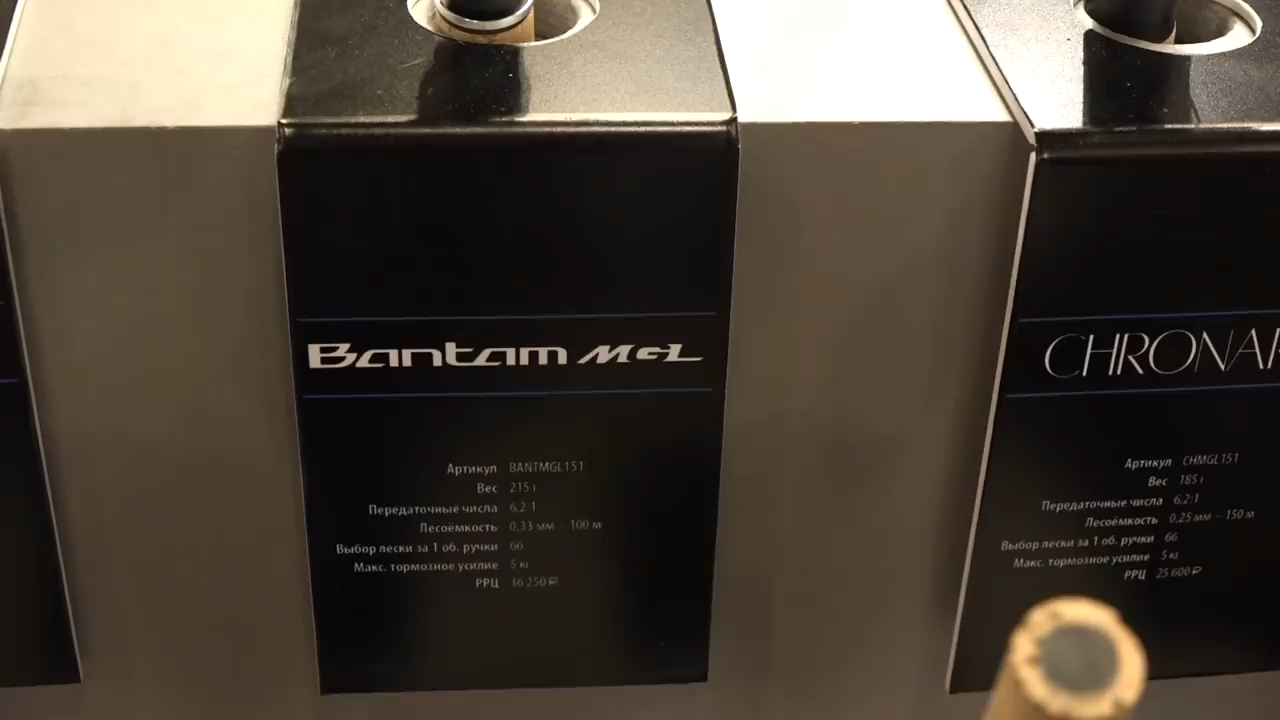 Bantam MGL
Артикул BANTMGL151
Вес 215 г
Передаточные числа 6,2:1
Лесоёмкость 0,33 мм – 100 м
Выбор лески за 1 об. ручки 66
Макс. тормозное усилие 5 кг
РРЦ 36 250 ₽
CHRONAR
Артикул CHMGL151
Вес 185 г
Передаточные числа 6,2:1
Лесоёмкость 0,25 мм – 150 м
Выбор лески за 1 об. ручки 66
Макс. тормозное усилие 5 кг
РРЦ 25 600 ₽